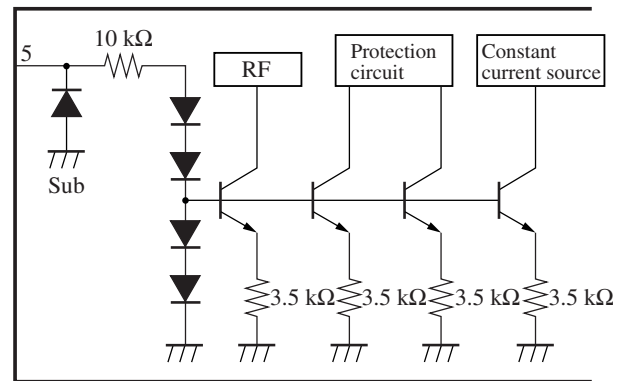 5
10 kΩ
RF
Protection
circuit
Constant
current source
Sub
3.5 kΩ
3.5 kΩ
3.5 kΩ
3.5 kΩ